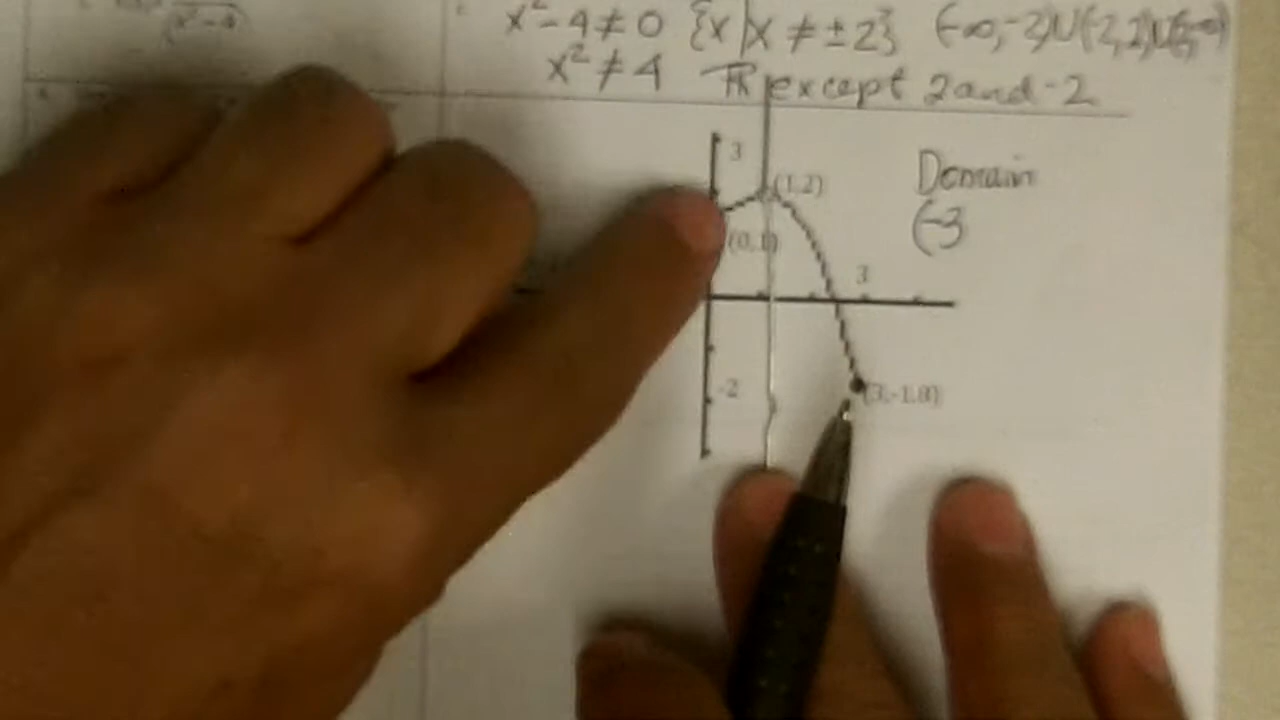 x²-4≠0 {x|x≠±2} (-∞,-2)∪(-2,2)∪(2,∞)
x²≠4 ℝ except 2 and -2
3
(1,2)
Domain
(-3
(0,1)
3
-2
(3,-1.8)